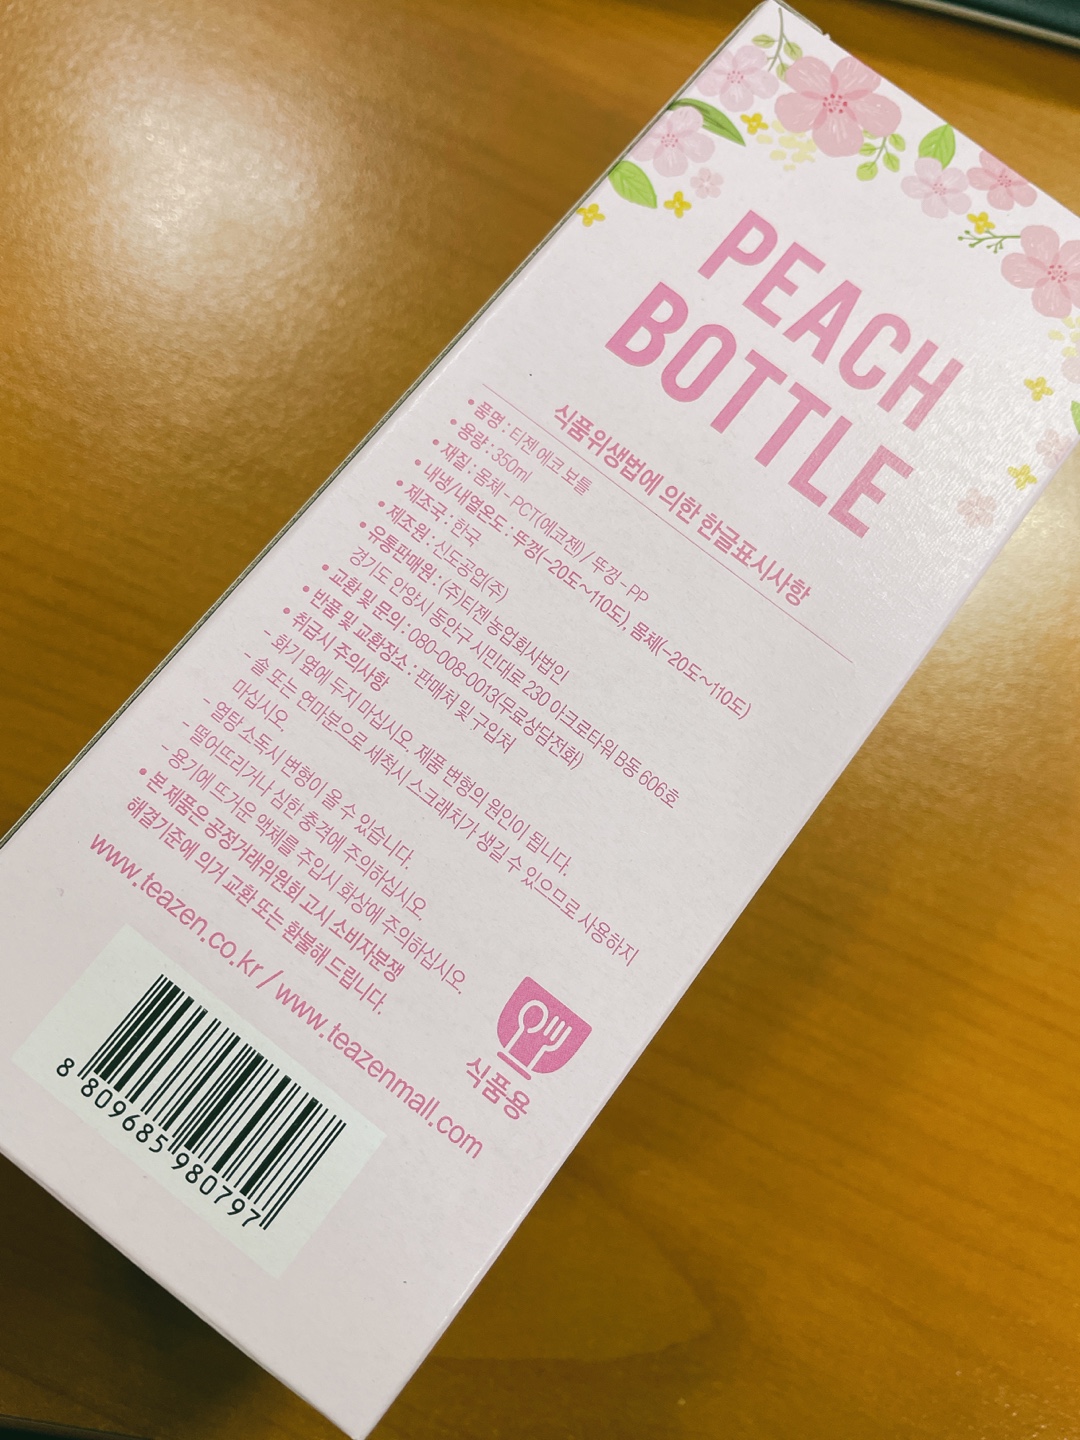 PEACH
BOTTLE
식품위생법에 의한 한글표시사항
• 품명 : 티젠 에코 보틀
• 용량 : 350ml
• 재질 : 몸체 - PCT(에코젠) / 뚜껑 - PP
• 내냉/내열온도 : 뚜껑(-20도~110도), 몸체(-20도~110도)
• 제조국 : 한국
• 제조원 : 신도공업(주)
• 유통판매원 : (주)티젠 농업회사법인
경기도 안양시 동안구 시민대로 230 아크로타워 B동 606호
• 교환 및 문의 : 080-008-0013(무료상담전화)
• 반품 및 교환장소 : 판매처 및 구입처
• 취급시 주의사항
- 화기 옆에 두지 마십시오. 제품 변형의 원인이 됩니다.
- 솔 또는 연마분으로 세척시 스크래치가 생길 수 있으므로 사용하지
마십시오.
- 열탕 소독시 변형이 올 수 있습니다.
- 떨어뜨리거나 심한 충격에 주의하십시오.
- 용기에 뜨거운 액체를 주입시 화상에 주의하십시오.
• 본 제품은 공정거래위원회 고시 소비자분쟁
해결기준에 의거 교환 또는 환불해 드립니다.
www.teazen.co.kr / www.teazenmall.com
식품용
8 809685 980797